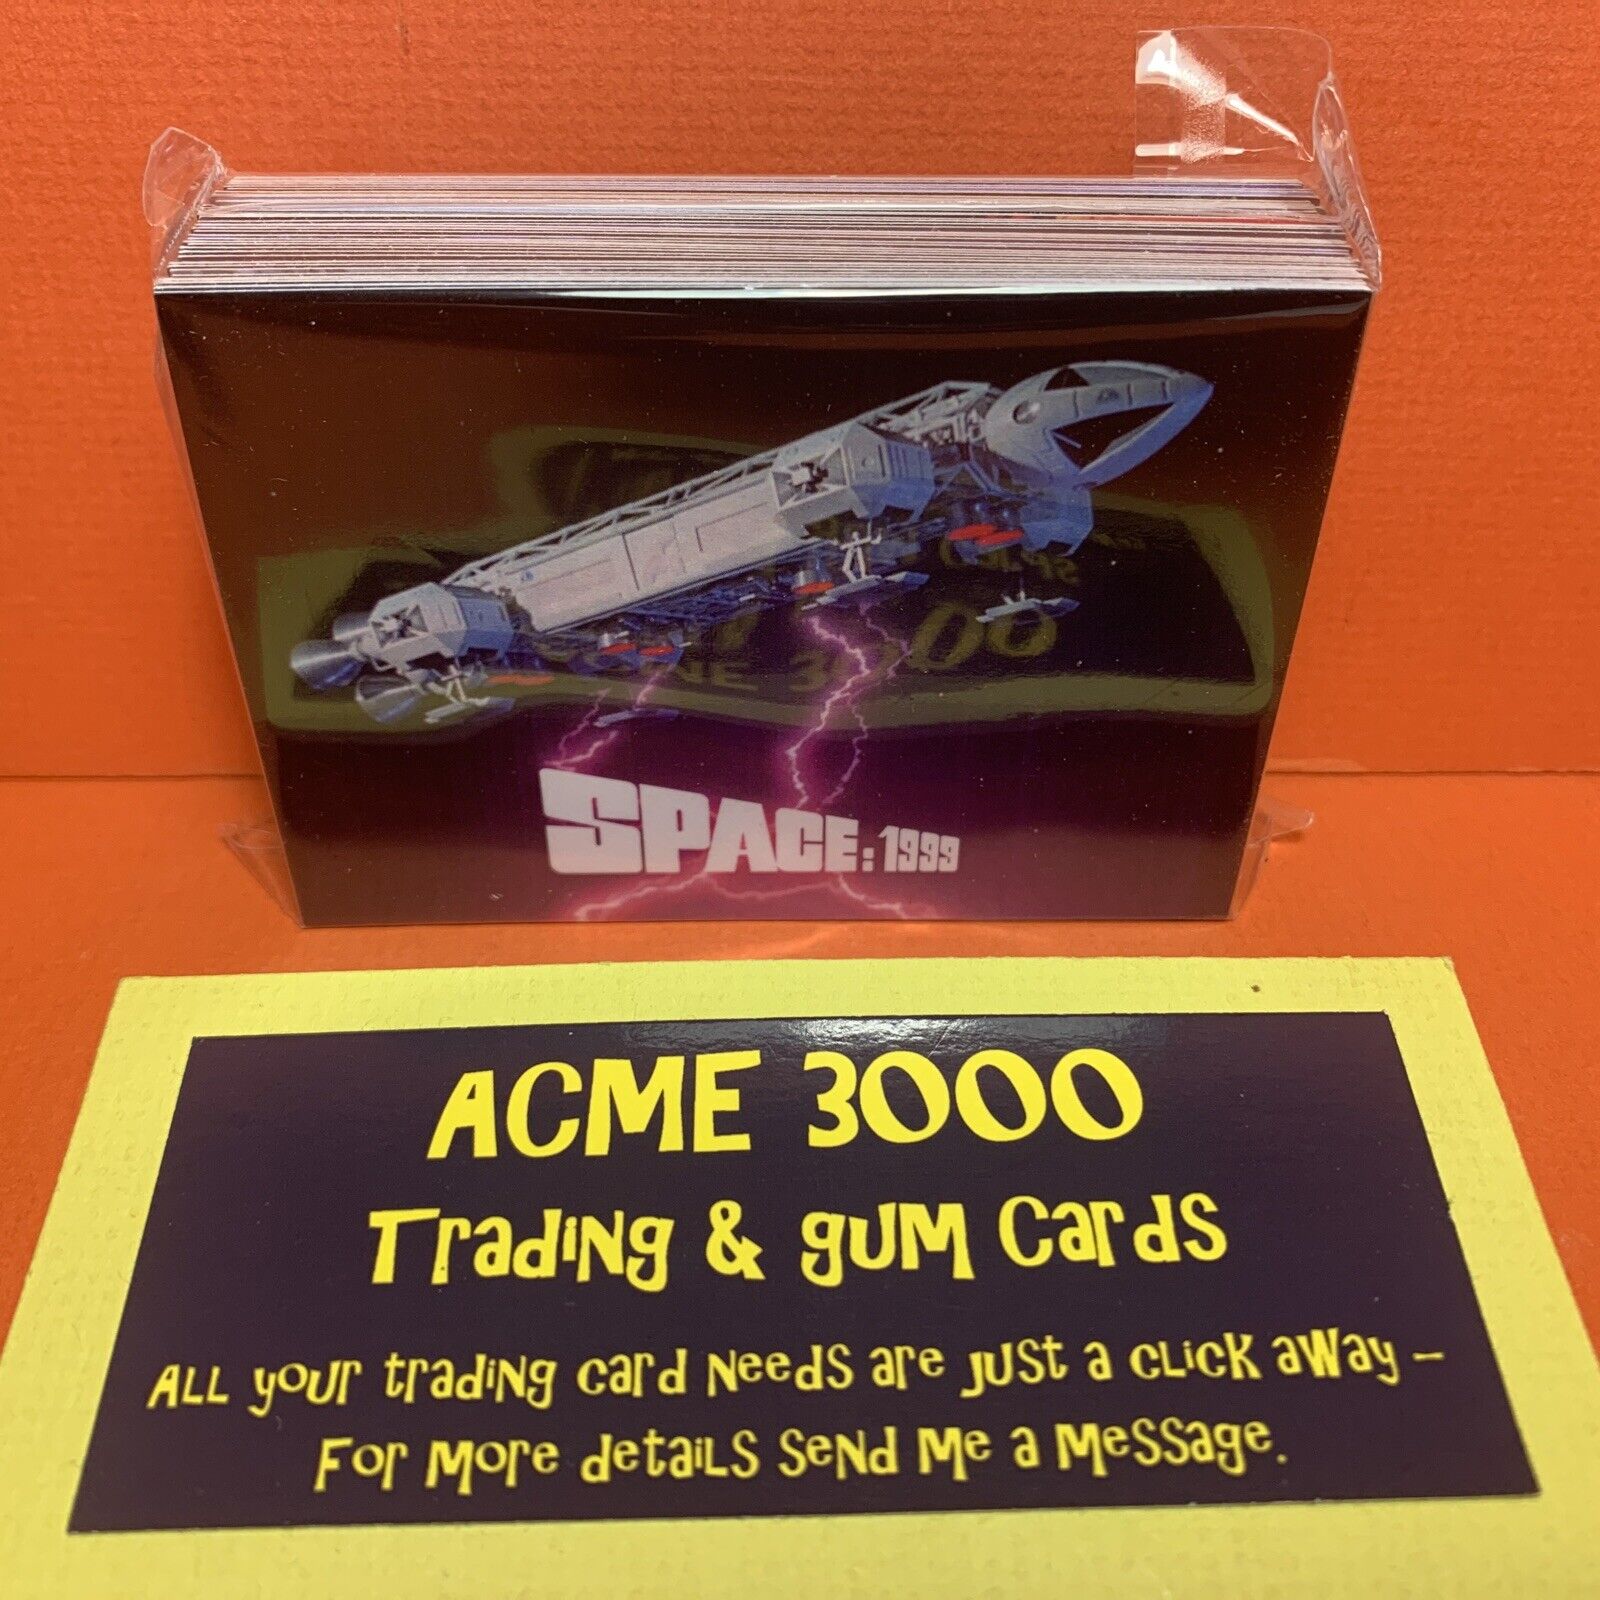 SPACE: 1999
ACME 3000
Trading & gum Cards
All your trading card needs are just a click away –
For more details send me a message.